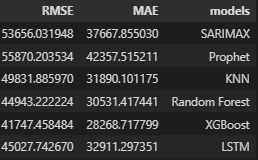 RMSE MAE models
53656.031948 37667.855030 SARIMAX
55870.203534 42357.515211 Prophet
49831.885970 31890.101175 KNN
44943.222224 30531.417441 Random Forest
41747.458484 28268.717799 XGBoost
45027.742670 32911.297351 LSTM